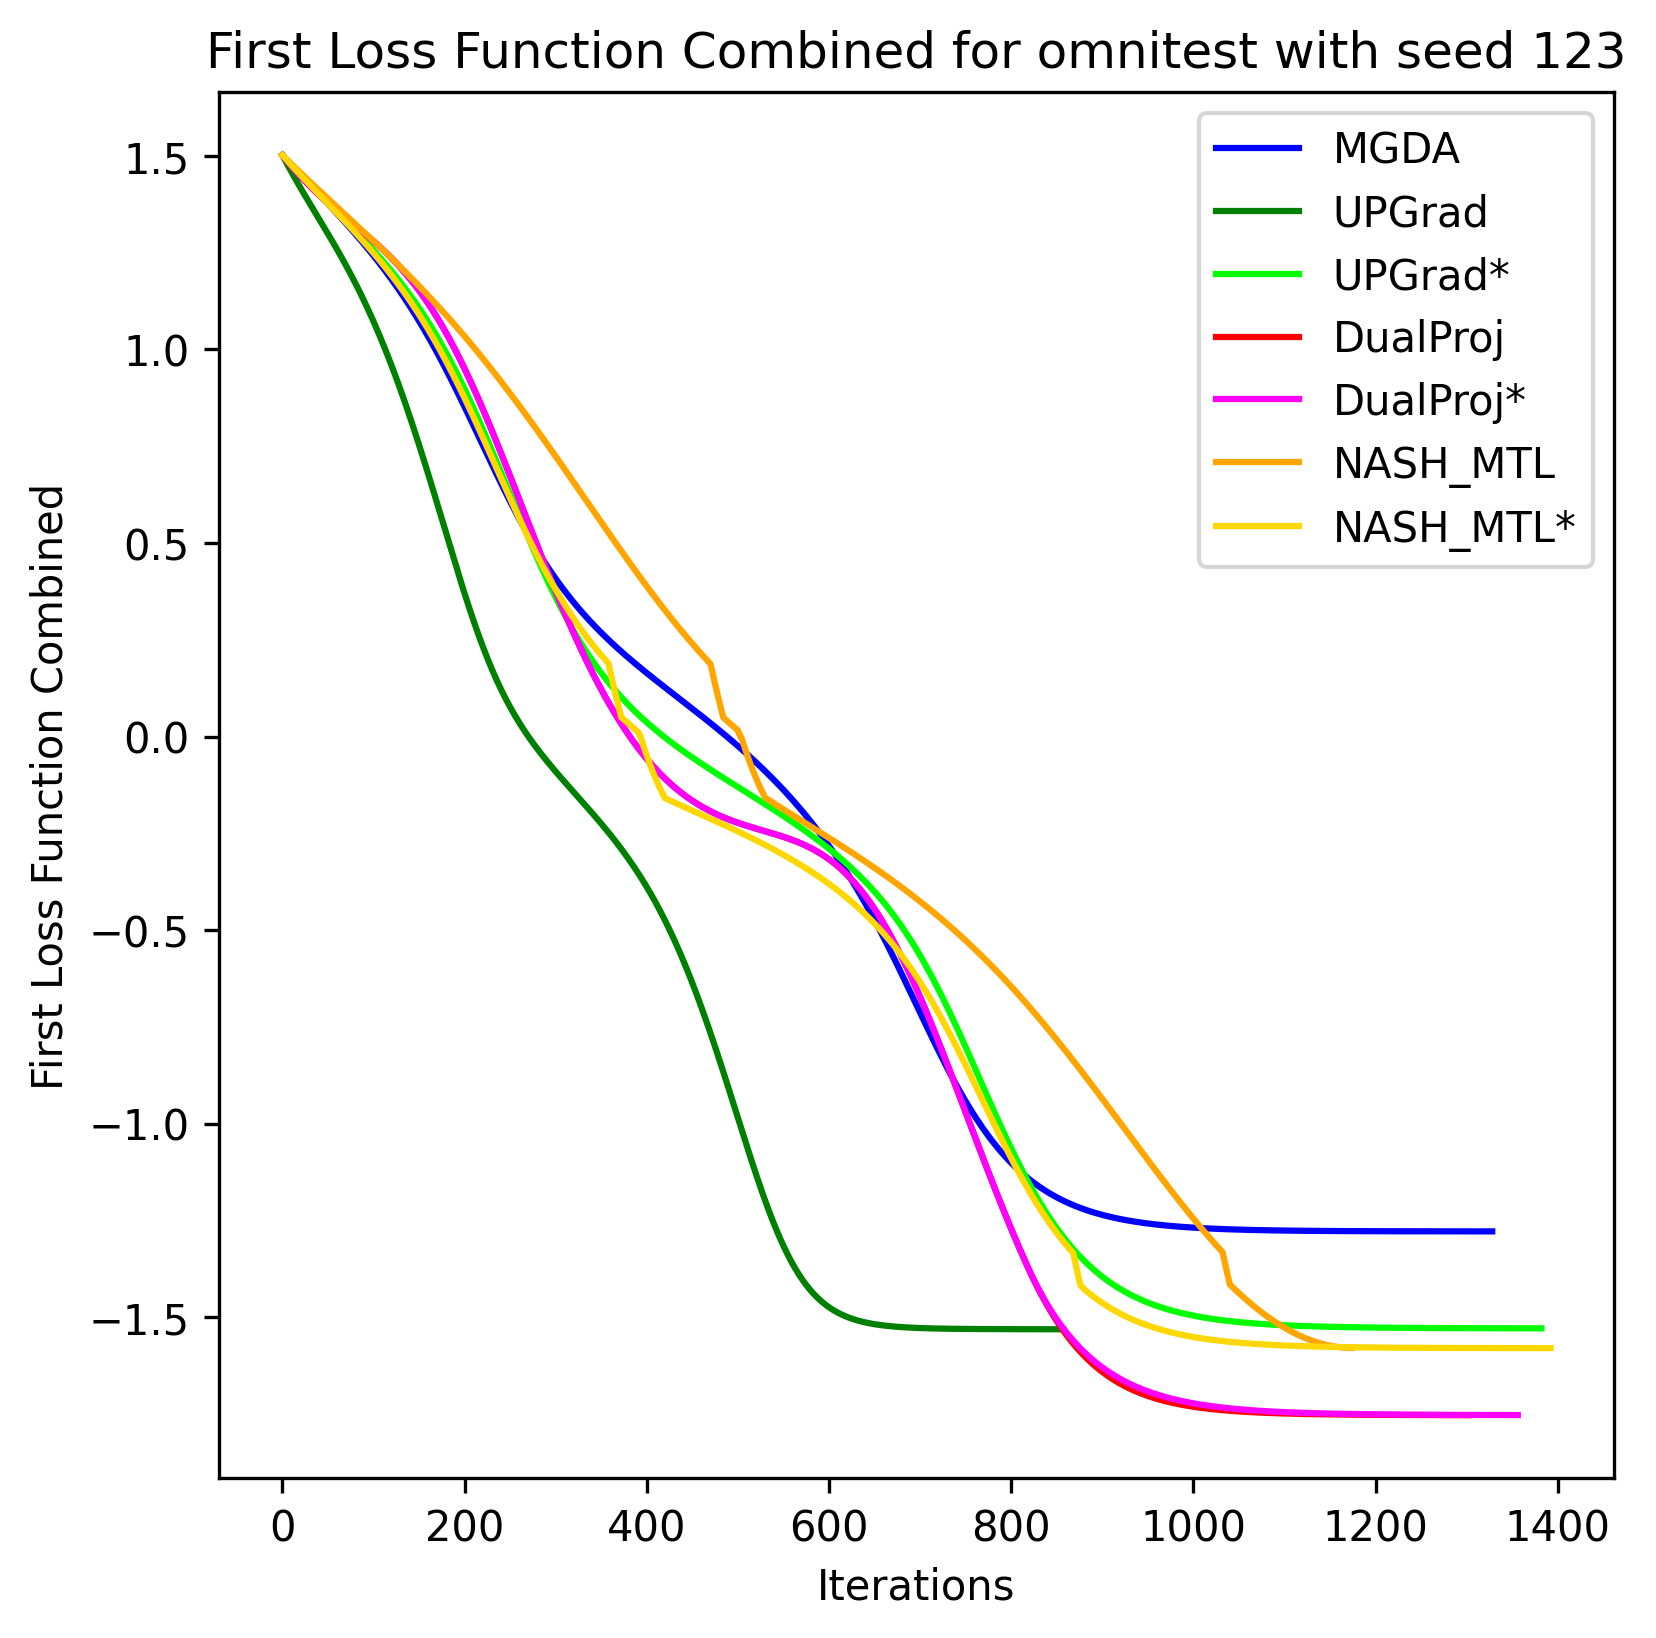 First Loss Function Combined for omnitest with seed 123
MGDA
UPGrad
UPGrad*
DualProj
DualProj*
NASH_MTL
NASH_MTL*
First Loss Function Combined
1.5
1.0
0.5
0.0
−0.5
−1.0
−1.5
0 200 400 600 800 1000 1200 1400
Iterations